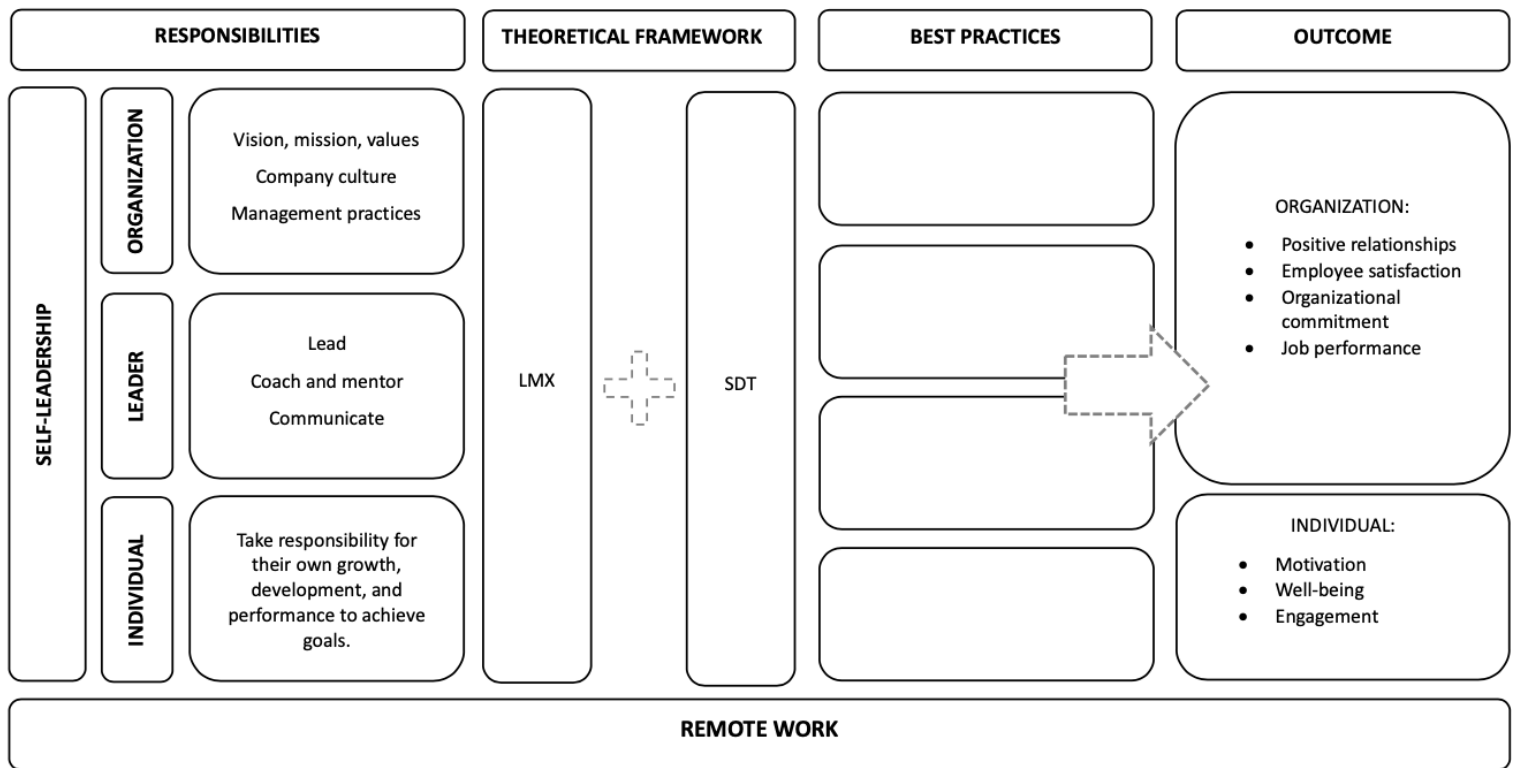 RESPONSIBILITIES
THEORETICAL FRAMEWORK
BEST PRACTICES
OUTCOME
SELF-LEADERSHIP
ORGANIZATION
Vision, mission, values
Company culture
Management practices
LEADER
Lead
Coach and mentor
Communicate
INDIVIDUAL
Take responsibility for
their own growth,
development, and
performance to achieve
goals.
LMX
SDT
ORGANIZATION:
• Positive relationships
• Employee satisfaction
• Organizational
commitment
• Job performance
INDIVIDUAL:
• Motivation
• Well-being
• Engagement
REMOTE WORK